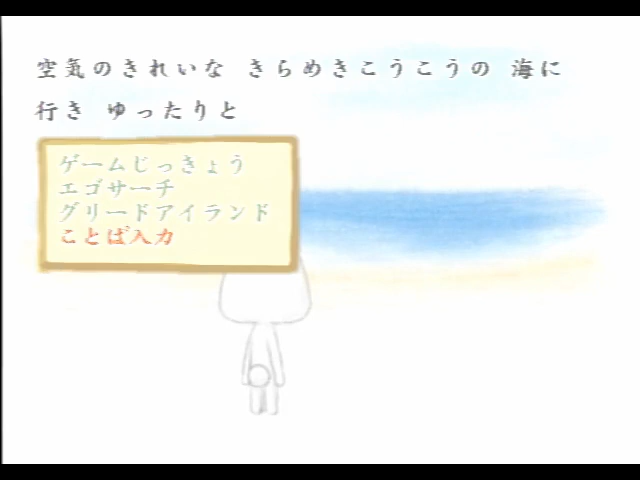 空気のきれいな きらめきこうこうの 海に
行き ゆったりと
ゲームじっきょう
エゴサーチ
グリードアイランド
ことば入力